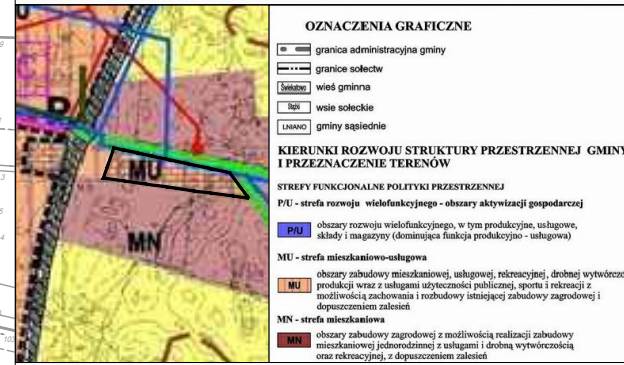 P
MU
MN
OZNACZENIA GRAFICZNE
granica administracyjna gminy
granice sołectw
Świekatowo wieś gminna
wsie sołeckie
LNIANO gminy sąsiednie
KIERUNKI ROZWOJU STRUKTURY PRZESTRZENNEJ GMINY
I PRZEZNACZENIE TERENÓW
STREFY FUNKCJONALNE POLITYKI PRZESTRZENNEJ
P/U - strefa rozwoju wielofunkcyjnego - obszary aktywizacji gospodarczej
P/U obszary rozwoju wielofunkcyjnego, w tym produkcyjne, usługowe,
składy i magazyny (dominująca funkcja produkcyjno - usługowa)
MU - strefa mieszkaniowo-usługowa
obszary zabudowy mieszkaniowej, usługowej, rekreacyjnej, drobnej wytwórczo
MU produkcji wraz z usługami użyteczności publicznej, sportu i rekreacji z
możliwością zachowania i rozbudowy istniejącej zabudowy zagrodowej i
dopuszczeniem zalesień
MN - strefa mieszkaniowa
MN obszary zabudowy zagrodowej z możliwością realizacji zabudowy
mieszkaniowej jednorodzinnej z usługami i drobną wytwórczością
oraz rekreacyjnej, z dopuszczeniem zalesień